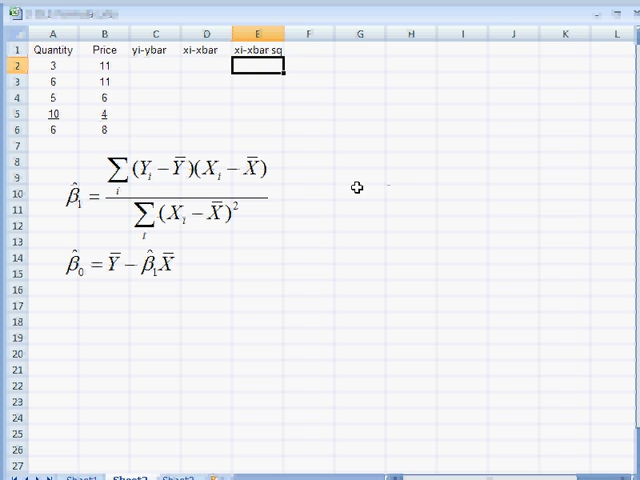 A B C D E F G H I J K L
1 Quantity Price yi-ybar xi-xbar xi-xbar sq
2 3 11
3 6 11
4 5 6
5 10 4
6 6 8
7
8
9
10
11
12
13
14
15
16
17
18
19
20
21
22
23
24
25
26
27
β̂₁ = ∑ᵢ(Yᵢ − Ȳ)(Xᵢ − X̄)
∑ᵢ(Xᵢ − X̄)²
β̂₀ = Ȳ − β̂₁X̄
Sheet1 Sheet2 Sheet3